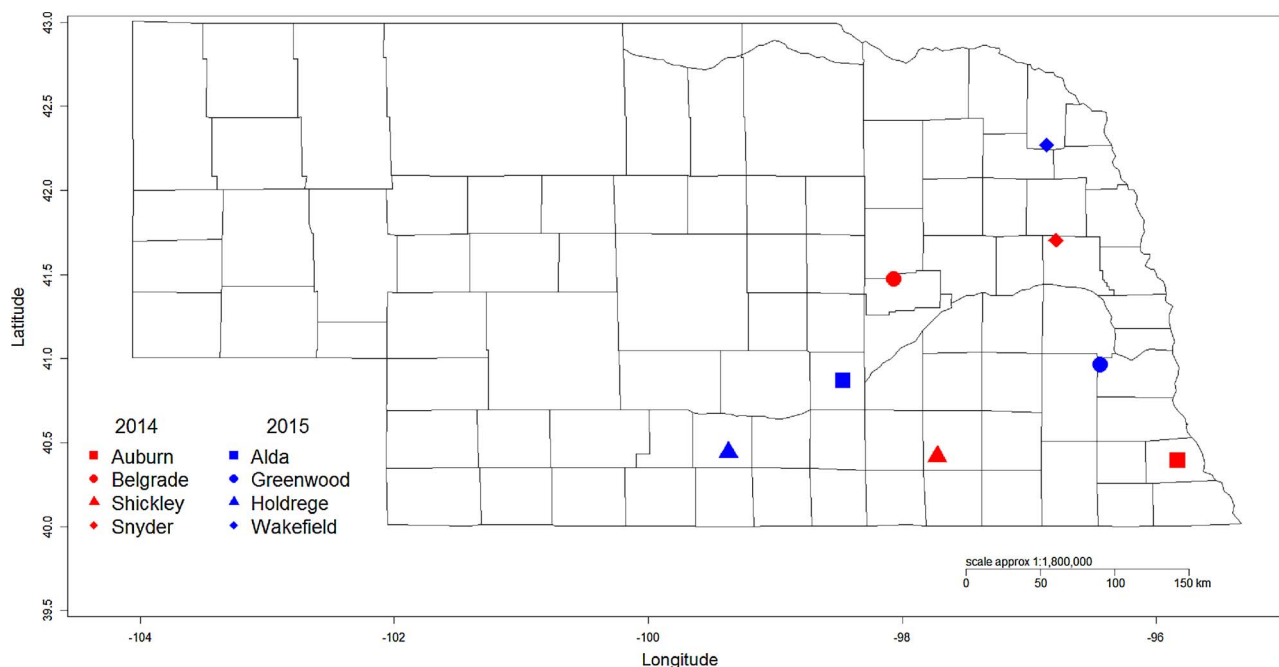 43.0
42.5
42.0
41.5
41.0
40.5
40.0
39.5
Latitude
2014
Auburn
Belgrade
Shickley
Snyder
2015
Alda
Greenwood
Holdrege
Wakefield
scale approx 1:1,800,000
0 50 100 150 km
-104 -102 -100 -98 -96
Longitude